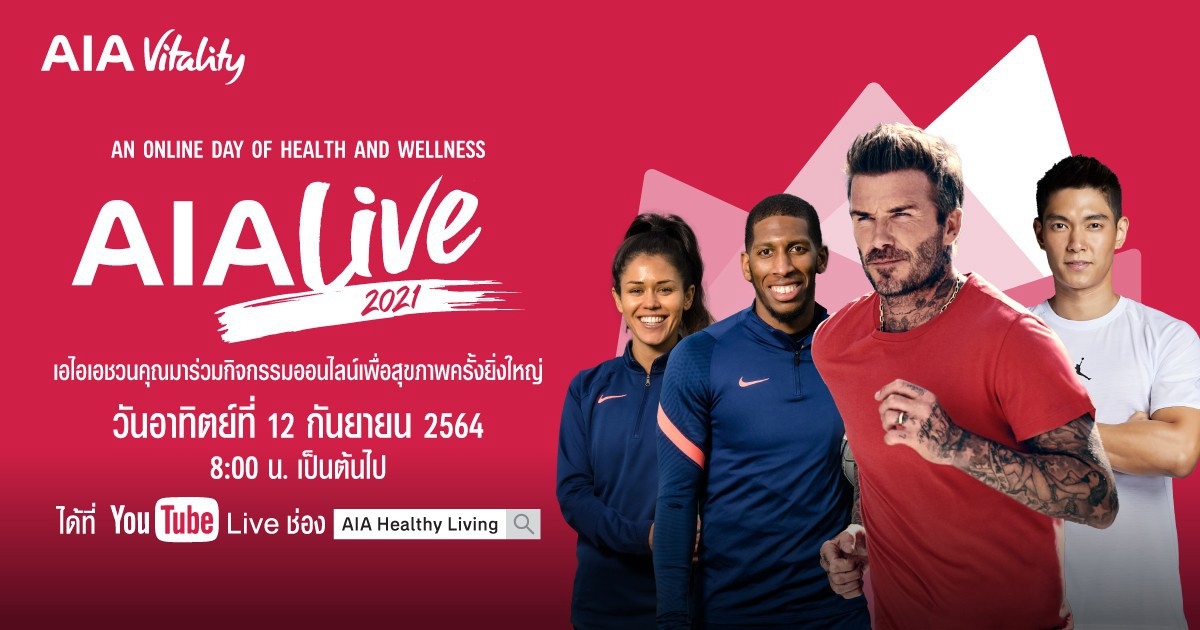 AIA Vitality
AN ONLINE DAY OF HEALTH AND WELLNESS
AIA Live
2021
เอไอเอชวนคุณมาร่วมกิจกรรมออนไลน์เพื่อสุขภาพครั้งยิ่งใหญ่
วันอาทิตย์ที่ 12 กันยายน 2564
8:00 น. เป็นต้นไป
ได้ที่ YouTube Live ช่อง AIA Healthy Living